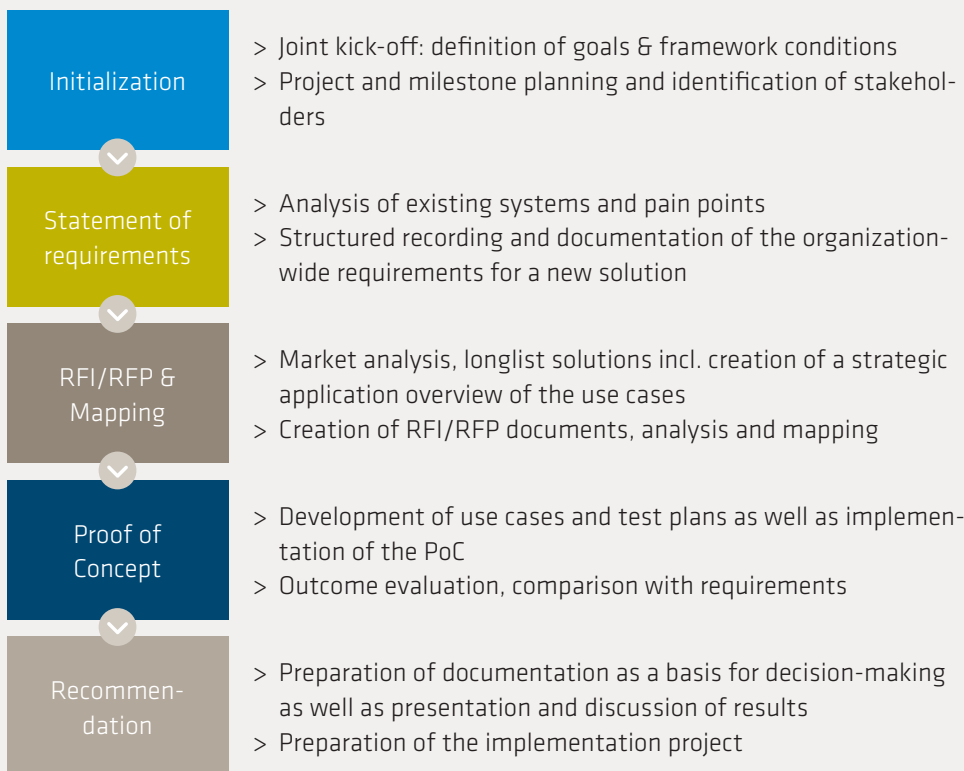 Initialization
> Joint kick-off: definition of goals & framework conditions
> Project and milestone planning and identification of stakehol-
ders
Statement of
requirements
> Analysis of existing systems and pain points
> Structured recording and documentation of the organization-
wide requirements for a new solution
RFI/RFP &
Mapping
> Market analysis, longlist solutions incl. creation of a strategic
application overview of the use cases
> Creation of RFI/RFP documents, analysis and mapping
Proof of
Concept
> Development of use cases and test plans as well as implemen-
tation of the PoC
> Outcome evaluation, comparison with requirements
Recommen-
dation
> Preparation of documentation as a basis for decision-making
as well as presentation and discussion of results
> Preparation of the implementation project